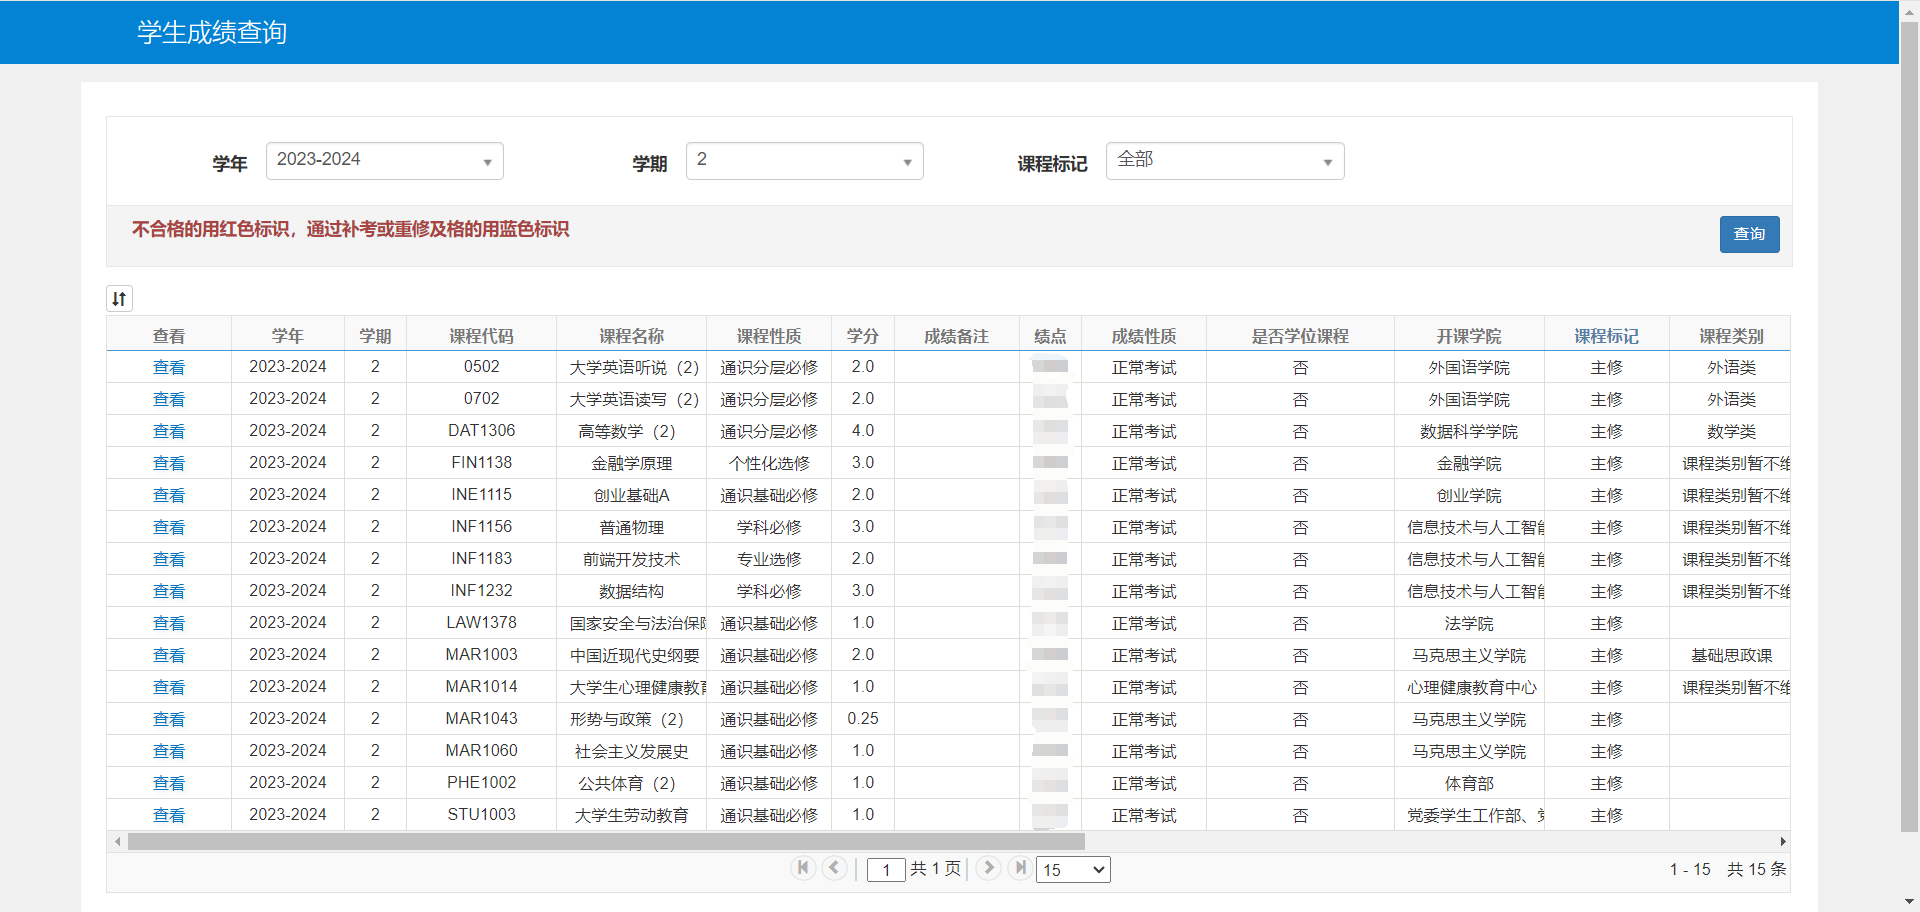 学生成绩查询
学年 2023-2024 学期 2 课程标记 全部
不合格的用红色标识，通过补考或重修及格的用蓝色标识 查询
查看 学年 学期 课程代码 课程名称 课程性质 学分 成绩备注 绩点 成绩性质 是否学位课程 开课学院 课程标记 课程类别
查看 2023-2024 2 0502 大学英语听说（2） 通识分层必修 2.0 正常考试 否 外国语学院 主修 外语类
查看 2023-2024 2 0702 大学英语读写（2） 通识分层必修 2.0 正常考试 否 外国语学院 主修 外语类
查看 2023-2024 2 DAT1306 高等数学（2） 通识分层必修 4.0 正常考试 否 数据科学学院 主修 数学类
查看 2023-2024 2 FIN1138 金融学原理 个性化选修 3.0 正常考试 否 金融学院 主修 课程类别暂不维
查看 2023-2024 2 INE1115 创业基础A 通识基础必修 2.0 正常考试 否 创业学院 主修 课程类别暂不维
查看 2023-2024 2 INF1156 普通物理 学科必修 3.0 正常考试 否 信息技术与人工智能 主修 课程类别暂不维
查看 2023-2024 2 INF1183 前端开发技术 专业选修 2.0 正常考试 否 信息技术与人工智能 主修 课程类别暂不维
查看 2023-2024 2 INF1232 数据结构 学科必修 3.0 正常考试 否 信息技术与人工智能 主修 课程类别暂不维
查看 2023-2024 2 LAW1378 国家安全与法治保障 通识基础必修 1.0 正常考试 否 法学院 主修
查看 2023-2024 2 MAR1003 中国近现代史纲要 通识基础必修 2.0 正常考试 否 马克思主义学院 主修 基础思政课
查看 2023-2024 2 MAR1014 大学生心理健康教育 通识基础必修 1.0 正常考试 否 心理健康教育中心 主修 课程类别暂不维
查看 2023-2024 2 MAR1043 形势与政策（2） 通识基础必修 0.25 正常考试 否 马克思主义学院 主修
查看 2023-2024 2 MAR1060 社会主义发展史 通识基础必修 1.0 正常考试 否 马克思主义学院 主修
查看 2023-2024 2 PHE1002 公共体育（2） 通识基础必修 1.0 正常考试 否 体育部 主修
查看 2023-2024 2 STU1003 大学生劳动教育 通识基础必修 1.0 正常考试 否 党委学生工作部、 主修
1 共 1 页 15 1 - 15 共 15 条